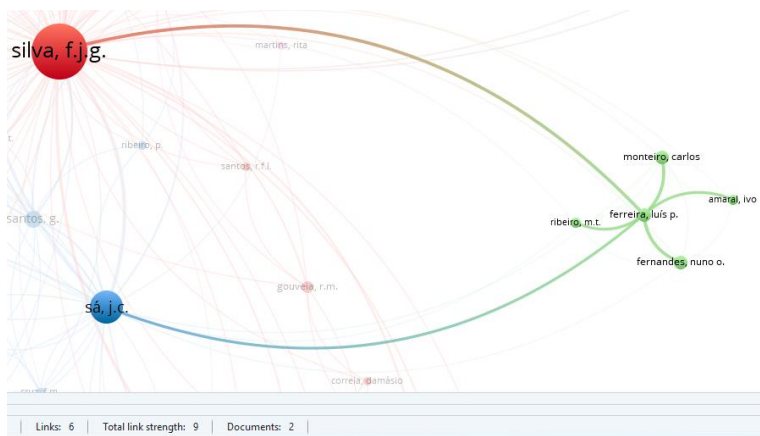 silva, f.j.g.
martins, rita
t.
ribeiro, p.
santos, r.f.l.
monteiro, carlos
amaral, ivo
santos, g.
ferreira, luís p.
ribeiro, m.t.
fernandes, nuno o.
gouveia, r.m.
sá, j.c.
correia, damásio
Links: 6 Total link strength: 9 Documents: 2